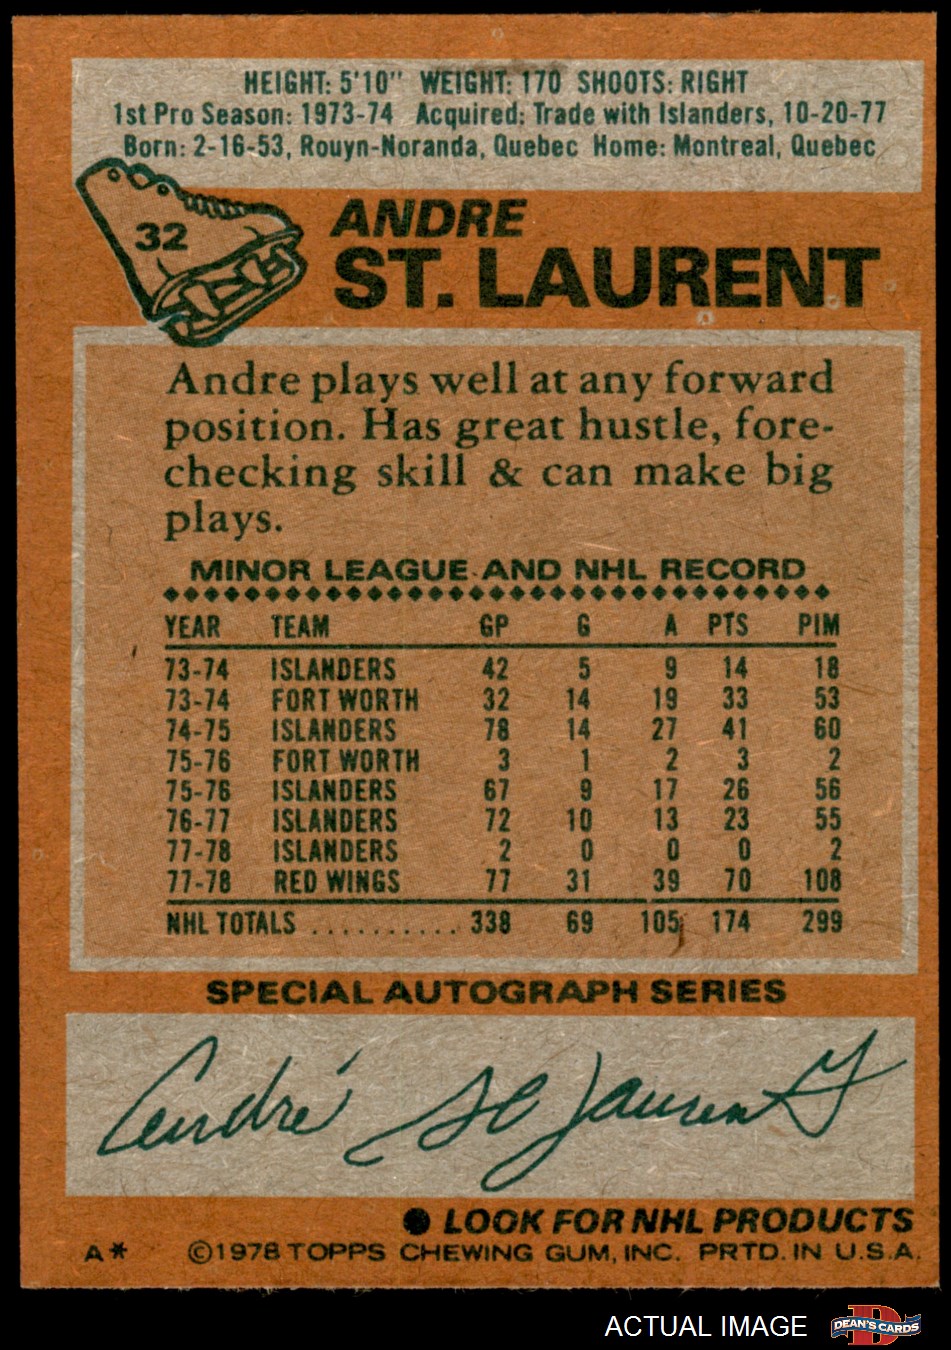 HEIGHT: 5'10" WEIGHT: 170 SHOOTS: RIGHT
1st Pro Season: 1973-74 Acquired: Trade with Islanders, 10-20-77
Born: 2-16-53, Rouyn-Noranda, Quebec Home: Montreal, Quebec
32
ANDRE
ST. LAURENT
Andre plays well at any forward
position. Has great hustle, fore-
checking skill & can make big
plays.
MINOR LEAGUE AND NHL RECORD
YEAR TEAM GP G A PTS PIM
73-74 ISLANDERS 42 5 9 14 18
73-74 FORT WORTH 32 14 19 33 53
74-75 ISLANDERS 78 14 27 41 60
75-76 FORT WORTH 3 1 2 3 2
75-76 ISLANDERS 67 9 17 26 56
76-77 ISLANDERS 72 10 13 23 55
77-78 ISLANDERS 2 0 0 0 2
77-78 RED WINGS 77 31 39 70 108
NHL TOTALS .......... 338 69 105 174 299
SPECIAL AUTOGRAPH SERIES
André St Laurent
● LOOK FOR NHL PRODUCTS
A* ©1978 TOPPS CHEWING GUM, INC. PRTD. IN U.S.A.
ACTUAL IMAGE
D
DEAN'S CARDS